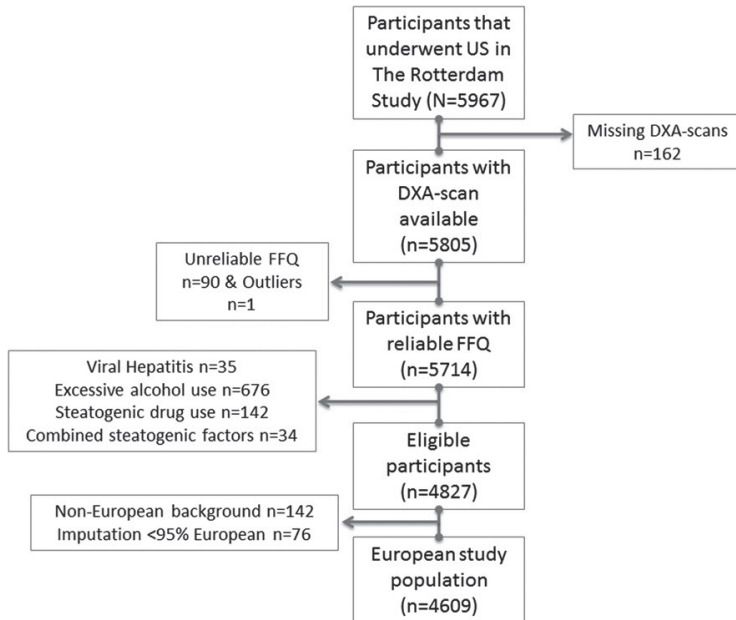 Participants that
underwent US in
The Rotterdam
Study (N=5967)
Missing DXA-scans
n=162
Participants with
DXA-scan
available
(n=5805)
Unreliable FFQ
n=90 & Outliers
n=1
Participants with
reliable FFQ
(n=5714)
Viral Hepatitis n=35
Excessive alcohol use n=676
Steatogenic drug use n=142
Combined steatogenic factors n=34
Eligible
participants
(n=4827)
Non-European background n=142
Imputation <95% European n=76
European study
population
(n=4609)